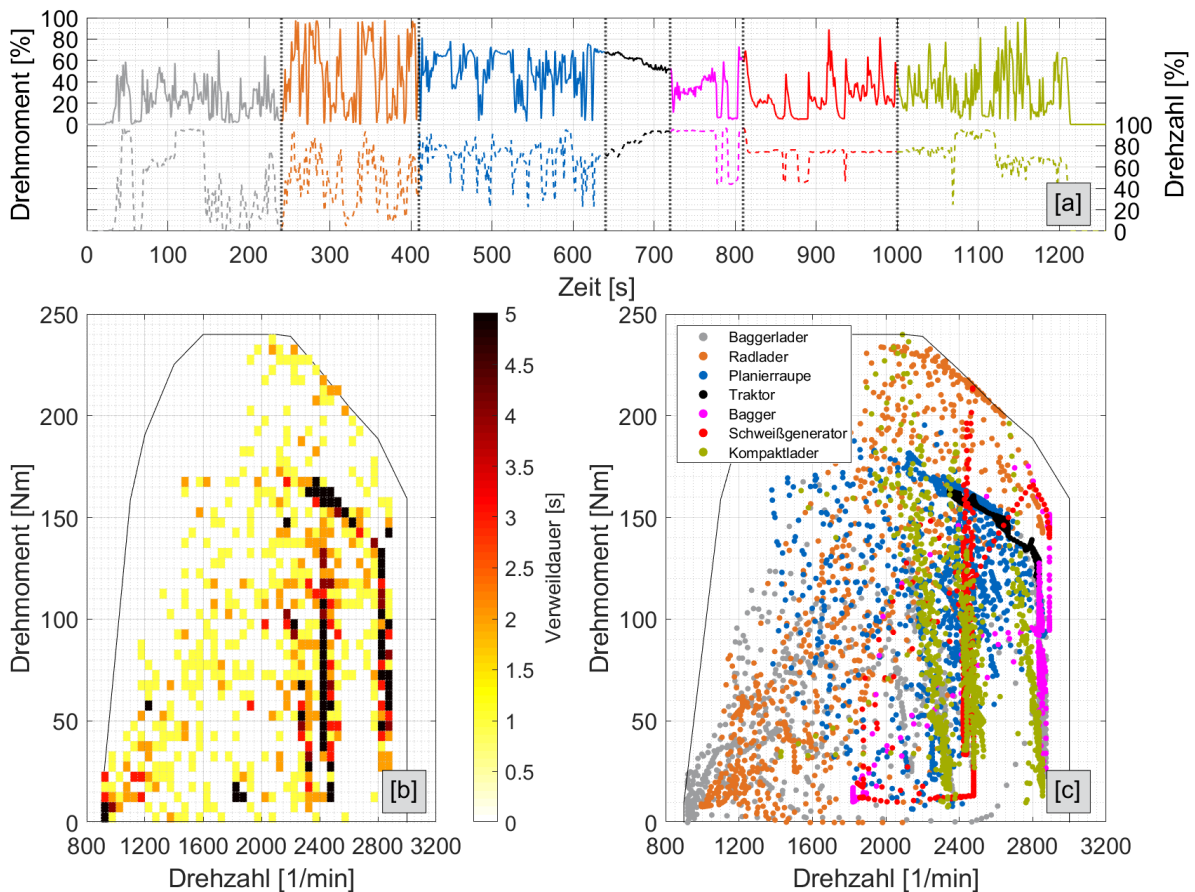 100
80
60
40
20
0
Drehmoment [%]
100
80
60
40
20
0
Drehzahl [%]
[a]
0 100 200 300 400 500 600 700 800 900 1000 1100 1200
Zeit [s]
250
200
150
100
50
0
Drehmoment [Nm]
[b]
800 1200 1600 2000 2400 2800 3200
Drehzahl [1/min]
5
4.5
4
3.5
3
2.5
2
1.5
1
0.5
0
Verweildauer [s]
250
200
150
100
50
0
Drehmoment [Nm]
Baggerlader
Radlader
Planierraupe
Traktor
Bagger
Schweißgenerator
Kompaktlader
[c]
800 1200 1600 2000 2400 2800 3200
Drehzahl [1/min]